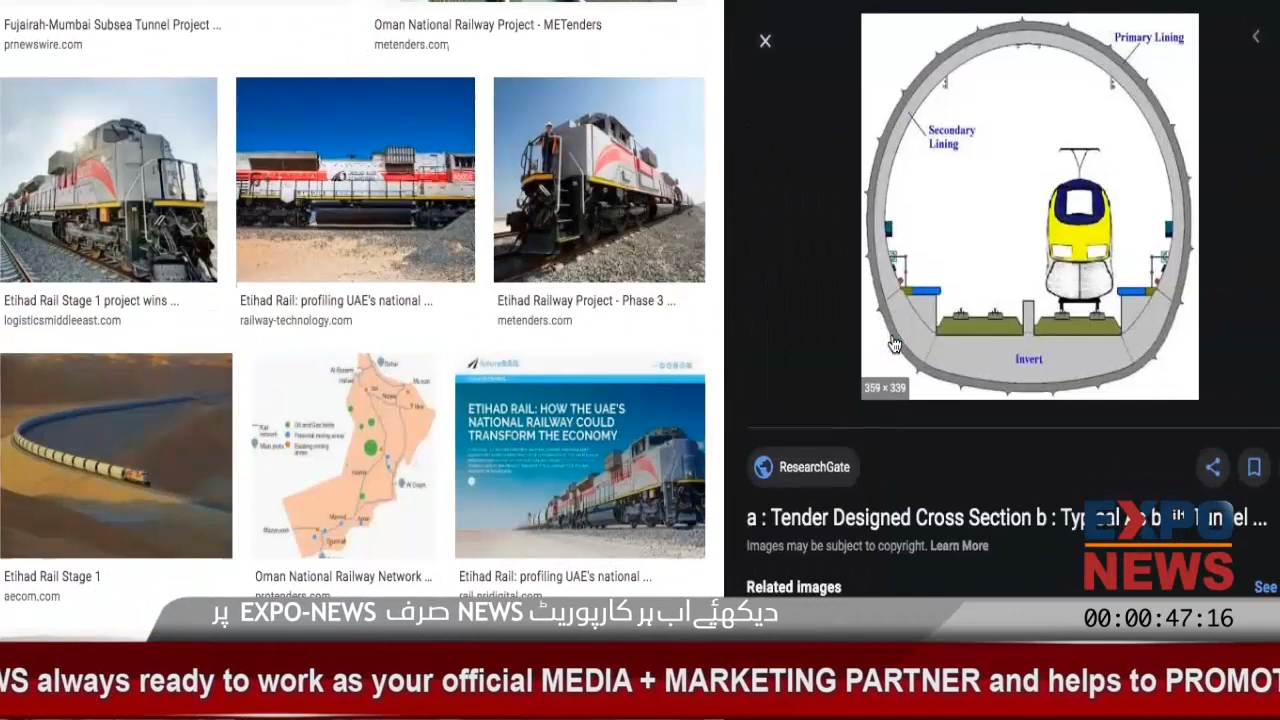 Fujairah-Mumbai Subsea Tunnel Project ...
prnewswire.com
Oman National Railway Project - METenders
metenders.com
Etihad Rail Stage 1 project wins ...
logisticsmiddleeast.com
Etihad Rail: profiling UAE's national ...
railway-technology.com
Etihad Railway Project - Phase 3 ...
metenders.com
ETIHAD RAIL: HOW THE UAE'S
NATIONAL RAILWAY COULD
TRANSFORM THE ECONOMY
Etihad Rail Stage 1
aecom.com
Oman National Railway Network ...
Etihad Rail: profiling UAE's national ...
Primary Lining
Secondary
Lining
Invert
359 × 339
ResearchGate
a : Tender Designed Cross Section b :
Images may be subject to copyright. Learn More
Related images
See
EXPO
NEWS
00:00:47:16
دیکھئے اب ہر کارپوریٹ NEWS صرف EXPO-NEWS پر
WS always ready to work as your official MEDIA + MARKETING PARTNER and helps to PROMOT